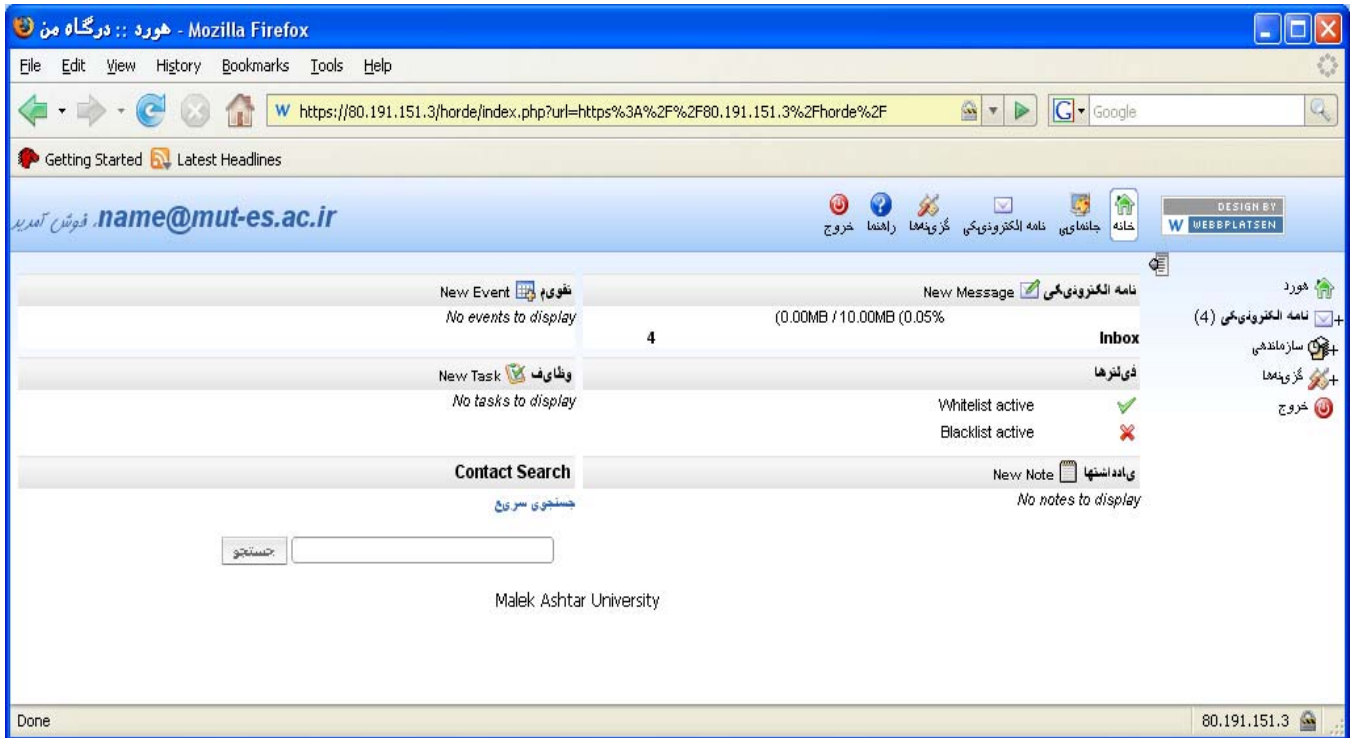 هورد :: درگاه من - Mozilla Firefox
File Edit View History Bookmarks Tools Help
https://80.191.151.3/horde/index.php?url=https%3A%2F%2F80.191.151.3%2Fhorde%2F
Google
Getting Started Latest Headlines
name@mut-es.ac.ir، خوش آمدید
خانه جانمایی نامه الکترونیکی گزینه‌ها راهنما خروج
DESIGN BY
W WEBBPLATSEN
هورد
نامه الکترونیکی (4)
سازماندهی
گزینه‌ها
خروج
نامه الکترونیکی New Message
(0.00MB / 10.00MB (0.05%
Inbox 4
فیلترها
Whitelist active
Blacklist active
یادداشتها New Note
No notes to display
تقویم New Event
No events to display
وظایف New Task
No tasks to display
Contact Search
جستجوی سریع
جستجو
Malek Ashtar University
Done
80.191.151.3